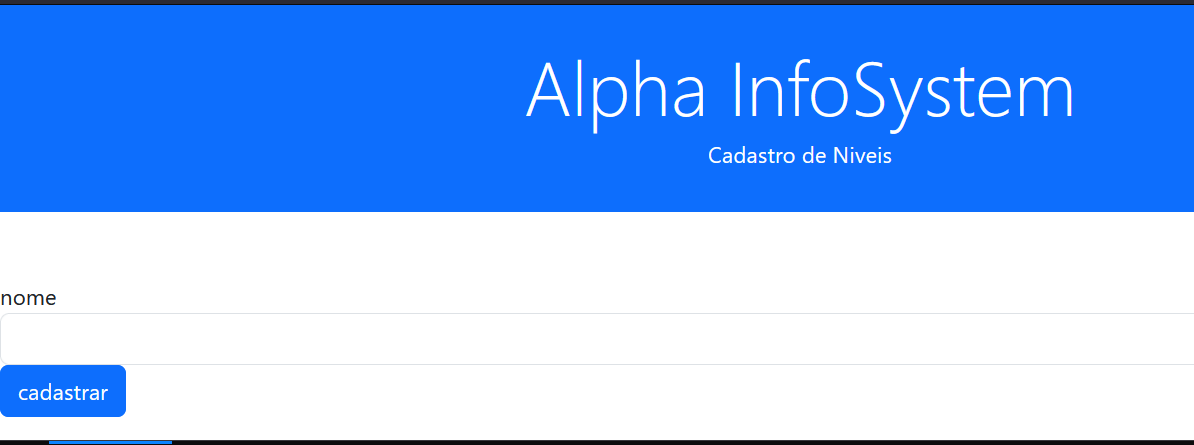 Alpha InfoSystem
Cadastro de Niveis
nome
cadastrar